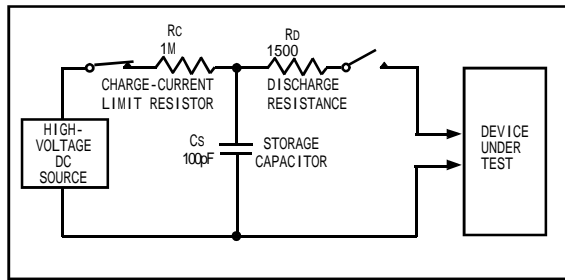 RC
1M
RD
1500
CHARGE-CURRENT
LIMIT RESISTOR
DISCHARGE
RESISTANCE
HIGH-
VOLTAGE
DC
SOURCE
CS
100pF
STORAGE
CAPACITOR
DEVICE
UNDER
TEST